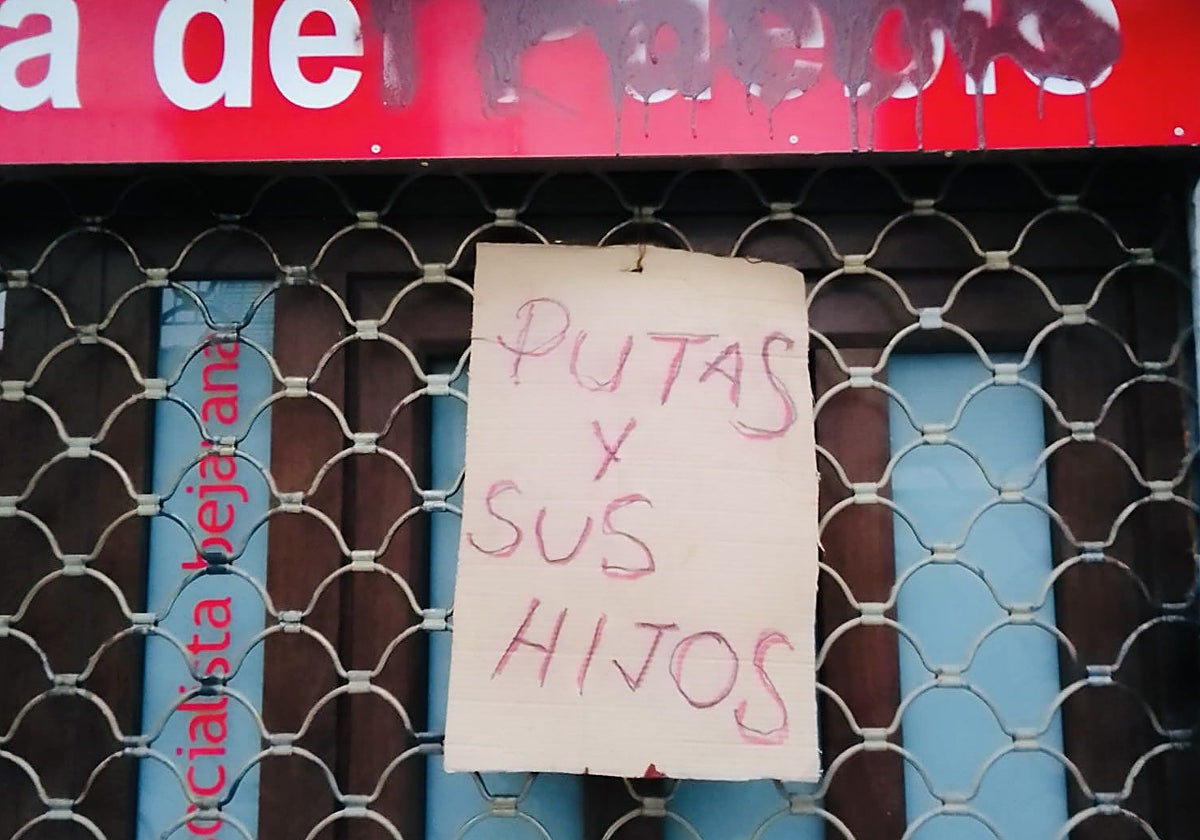 a de
PUTAS
Y
SUS
HIJOS
ocialista bejarana